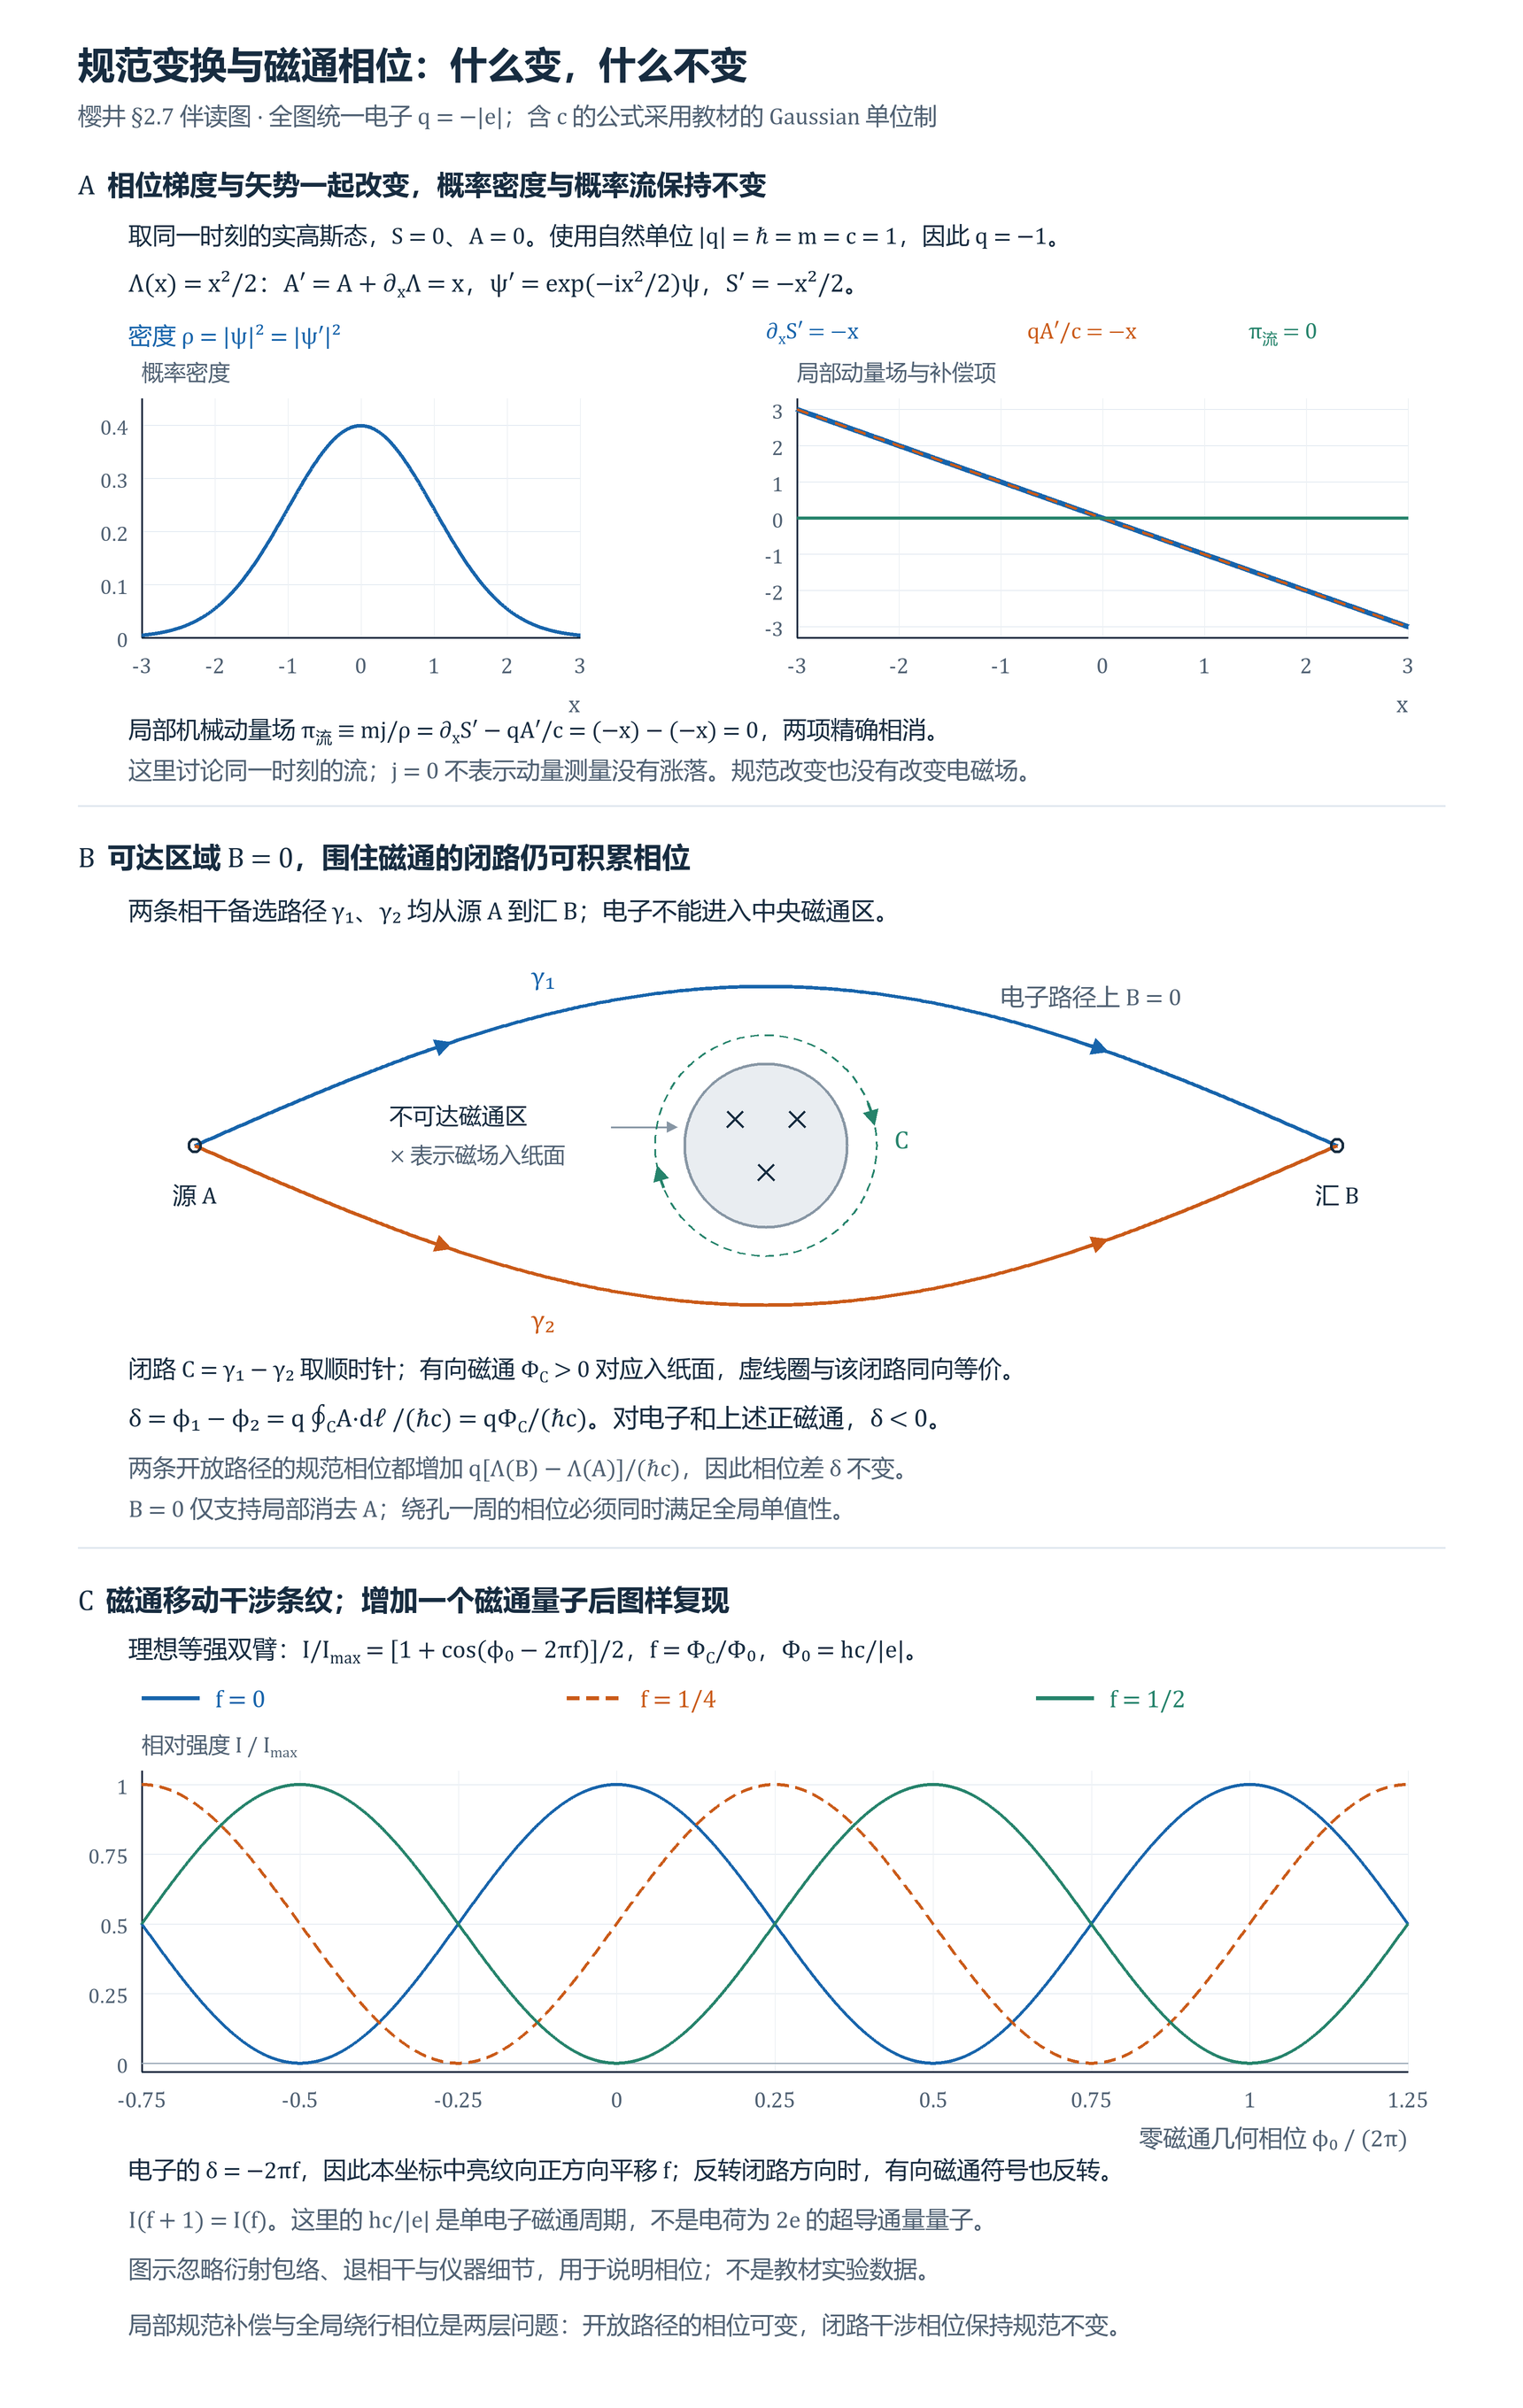 规范变换与磁通相位：什么变，什么不变
樱井 §2.7 伴读图 · 全图统一电子 q = −|e|；含 c 的公式采用教材的 Gaussian 单位制
A 相位梯度与矢势一起改变，概率密度与概率流保持不变
取同一时刻的实高斯态，S = 0、A = 0。使用自然单位 |q| = ℏ = m = c = 1，因此 q = −1。
Λ(x) = x²/2：A′ = A + ∂ₓΛ = x，ψ′ = exp(−ix²/2)ψ，S′ = −x²/2。
密度 ρ = |ψ|² = |ψ′|²
概率密度
0.4
0.3
0.2
0.1
0
-3 -2 -1 0 1 2 3
x
∂ₓS′ = −x qA′/c = −x π流 = 0
局部动量场与补偿项
3
2
1
0
-1
-2
-3
-3 -2 -1 0 1 2 3
x
局部机械动量场 π流 ≡ mj/ρ = ∂ₓS′ − qA′/c = (−x) − (−x) = 0，两项精确相消。
这里讨论同一时刻的流；j = 0 不表示动量测量没有涨落。规范改变也没有改变电磁场。
B 可达区域 B = 0，围住磁通的闭路仍可积累相位
两条相干备选路径 γ₁、γ₂ 均从源 A 到汇 B；电子不能进入中央磁通区。
γ₁
电子路径上 B = 0
不可达磁通区
× 表示磁场入纸面
C
源 A
汇 B
γ₂
闭路 C = γ₁ − γ₂ 取顺时针；有向磁通 Φ_C > 0 对应入纸面，虚线圈与该闭路同向等价。
δ = ϕ₁ − ϕ₂ = q ∮_C A·dℓ /(ℏc) = qΦ_C/(ℏc)。对电子和上述正磁通，δ < 0。
两条开放路径的规范相位都增加 q[Λ(B) − Λ(A)]/(ℏc)，因此相位差 δ 不变。
B = 0 仅支持局部消去 A；绕孔一周的相位必须同时满足全局单值性。
C 磁通移动干涉条纹；增加一个磁通量子后图样复现
理想等强双臂：I/I_max = [1 + cos(ϕ₀ − 2πf)]/2，f = Φ_C/Φ₀，Φ₀ = hc/|e|。
f = 0 f = 1/4 f = 1/2
相对强度 I / I_max
1
0.75
0.5
0.25
0
-0.75 -0.5 -0.25 0 0.25 0.5 0.75 1 1.25
零磁通几何相位 ϕ₀ / (2π)
电子的 δ = −2πf，因此本坐标中亮纹向正方向平移 f；反转闭路方向时，有向磁通符号也反转。
I(f + 1) = I(f)。这里的 hc/|e| 是单电子磁通周期，不是电荷为 2e 的超导通量量子。
图示忽略衍射包络、退相干与仪器细节，用于说明相位；不是教材实验数据。
局部规范补偿与全局绕行相位是两层问题：开放路径的相位可变，闭路干涉相位保持规范不变。